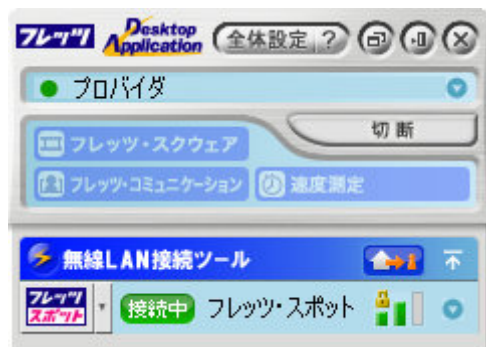 フレッツ Desktop Application 全体設定 ?
プロバイダ
切断
フレッツ・スクウェア
フレッツ・コミュニケーション 速度測定
無線LAN接続ツール
フレッツ スポット 接続中 フレッツ・スポット